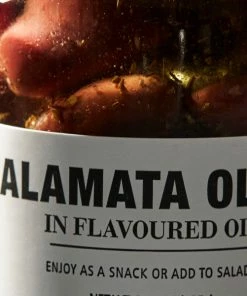 ALAMATA OL
IN FLAVOURED OI
ENJOY AS A SNACK OR ADD TO SALAD